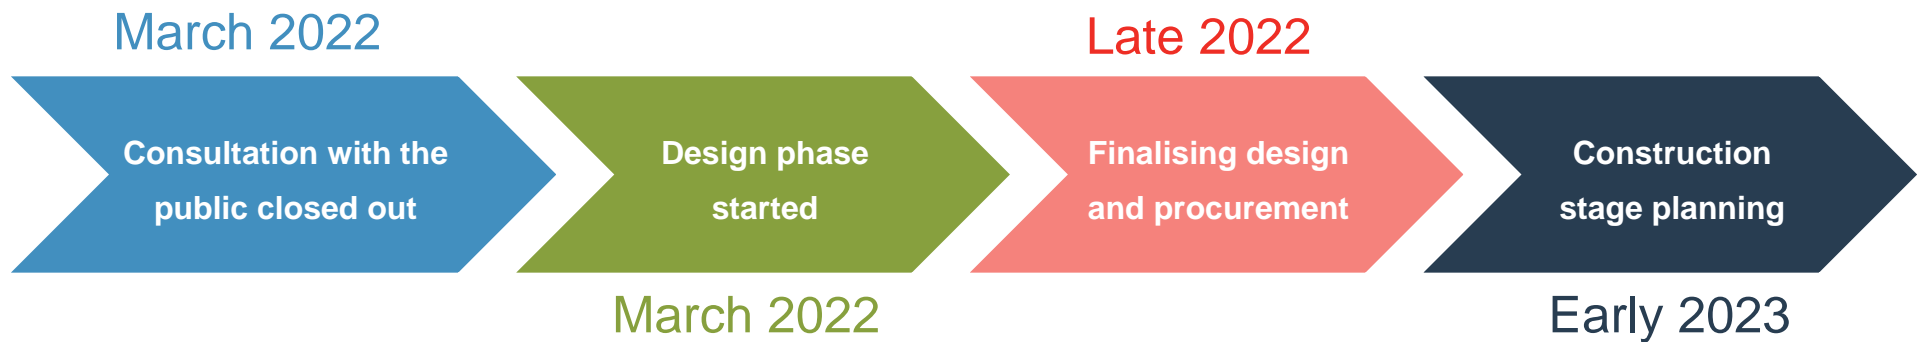 March 2022
Late 2022
Consultation with the
public closed out
Design phase
started
Finalising design
and procurement
Construction
stage planning
March 2022
Early 2023